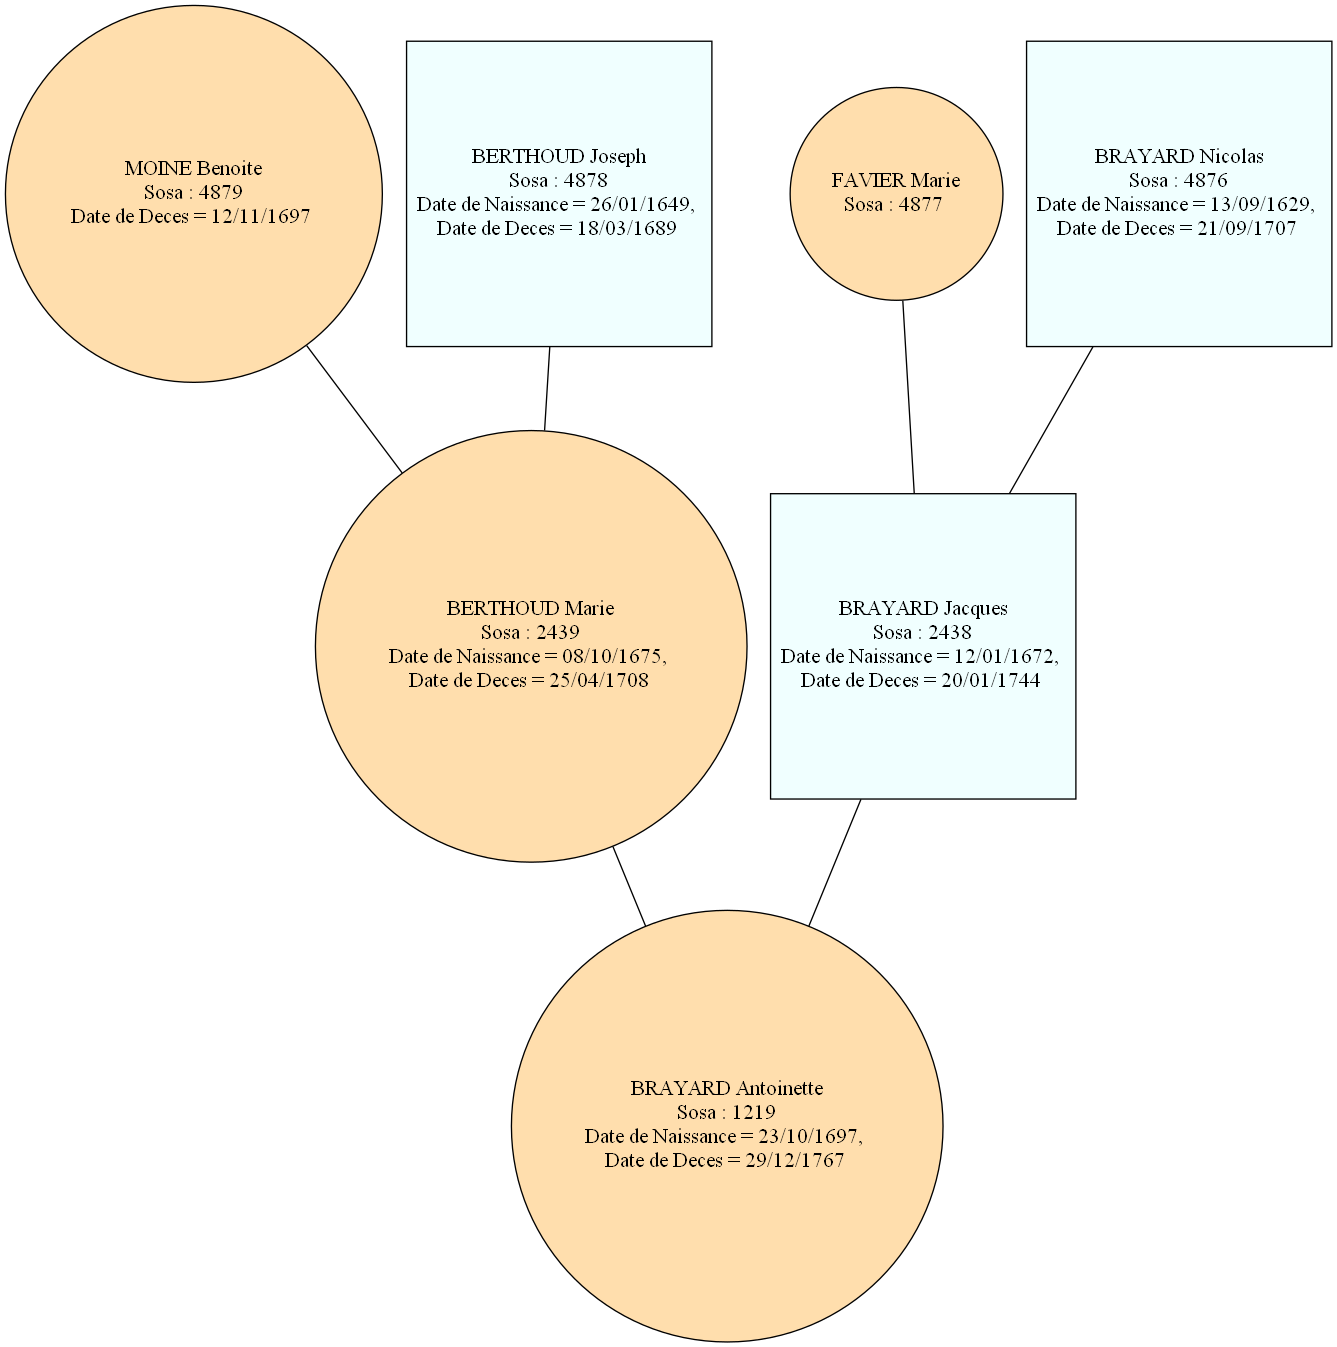 MOINE Benoite
Sosa : 4879
Date de Deces = 12/11/1697
BERTHOUD Joseph
Sosa : 4878
Date de Naissance = 26/01/1649,
Date de Deces = 18/03/1689
FAVIER Marie
Sosa : 4877
BRAYARD Nicolas
Sosa : 4876
Date de Naissance = 13/09/1629,
Date de Deces = 21/09/1707
BERTHOUD Marie
Sosa : 2439
Date de Naissance = 08/10/1675,
Date de Deces = 25/04/1708
BRAYARD Jacques
Sosa : 2438
Date de Naissance = 12/01/1672,
Date de Deces = 20/01/1744
BRAYARD Antoinette
Sosa : 1219
Date de Naissance = 23/10/1697,
Date de Deces = 29/12/1767